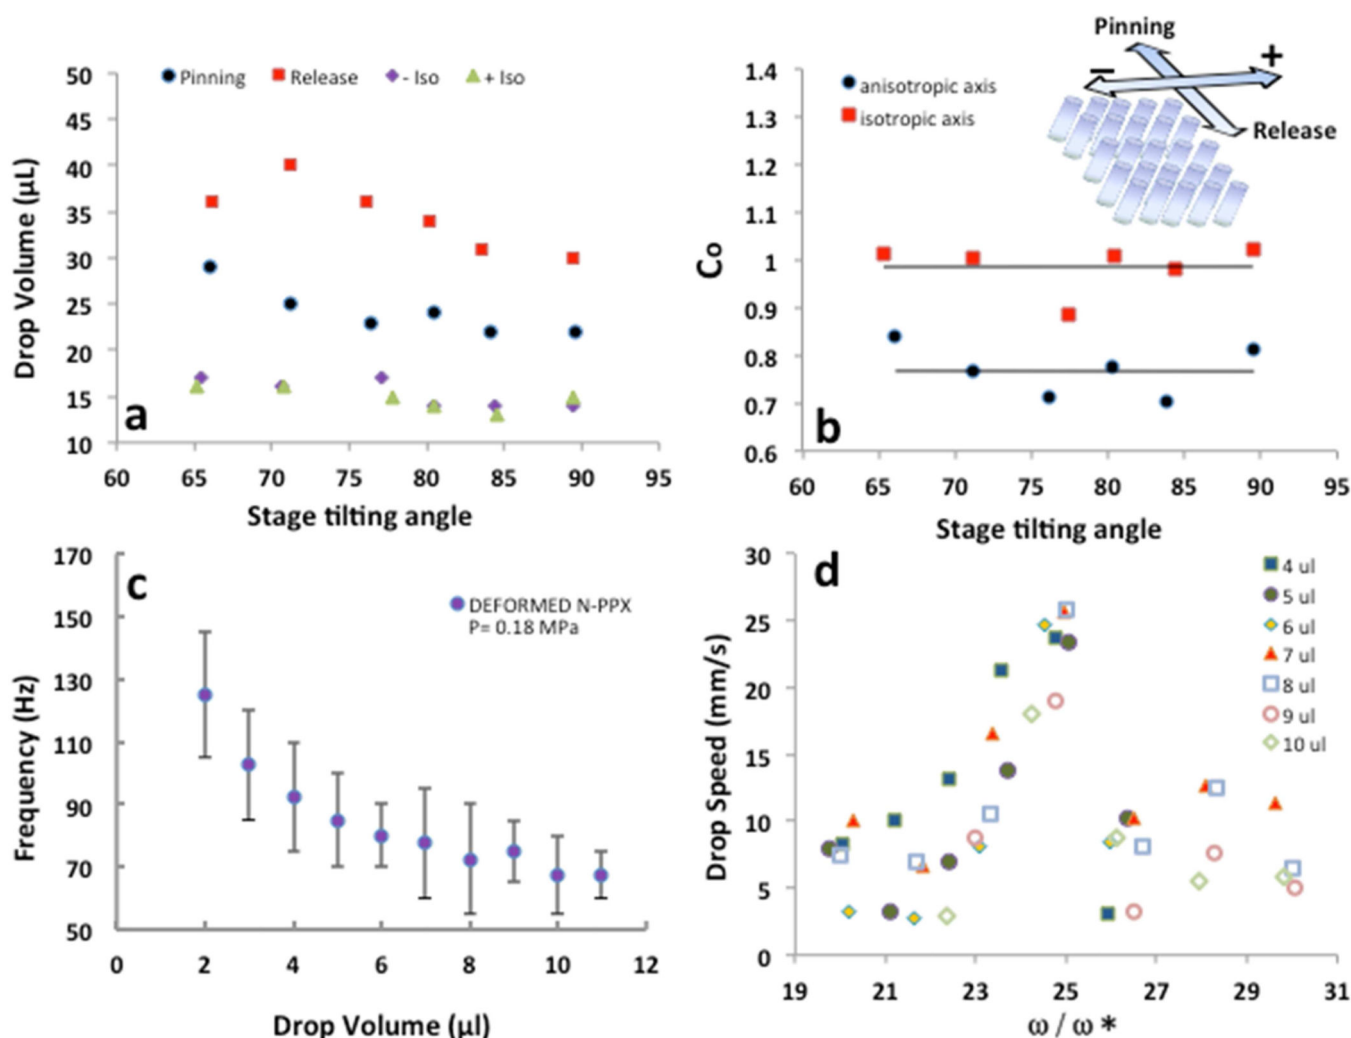 50
45
40
35
30
25
20
15
10
Drop Volume (µL)
Pinning
Release
- Iso
+ Iso
a
60 65 70 75 80 85 90 95
Stage tilting angle
1.4
1.3
1.2
1.1
1
0.9
0.8
0.7
0.6
Co
anisotropic axis
isotropic axis
Pinning
−
+
Release
b
60 65 70 75 80 85 90 95
Stage tilting angle
170
150
130
110
90
70
50
Frequency (Hz)
c
DEFORMED N-PPX
P= 0.18 MPa
0 2 4 6 8 10 12
Drop Volume (µl)
30
25
20
15
10
5
0
Drop Speed (mm/s)
d
4 ul
5 ul
6 ul
7 ul
8 ul
9 ul
10 ul
19 21 23 25 27 29 31
ω / ω *